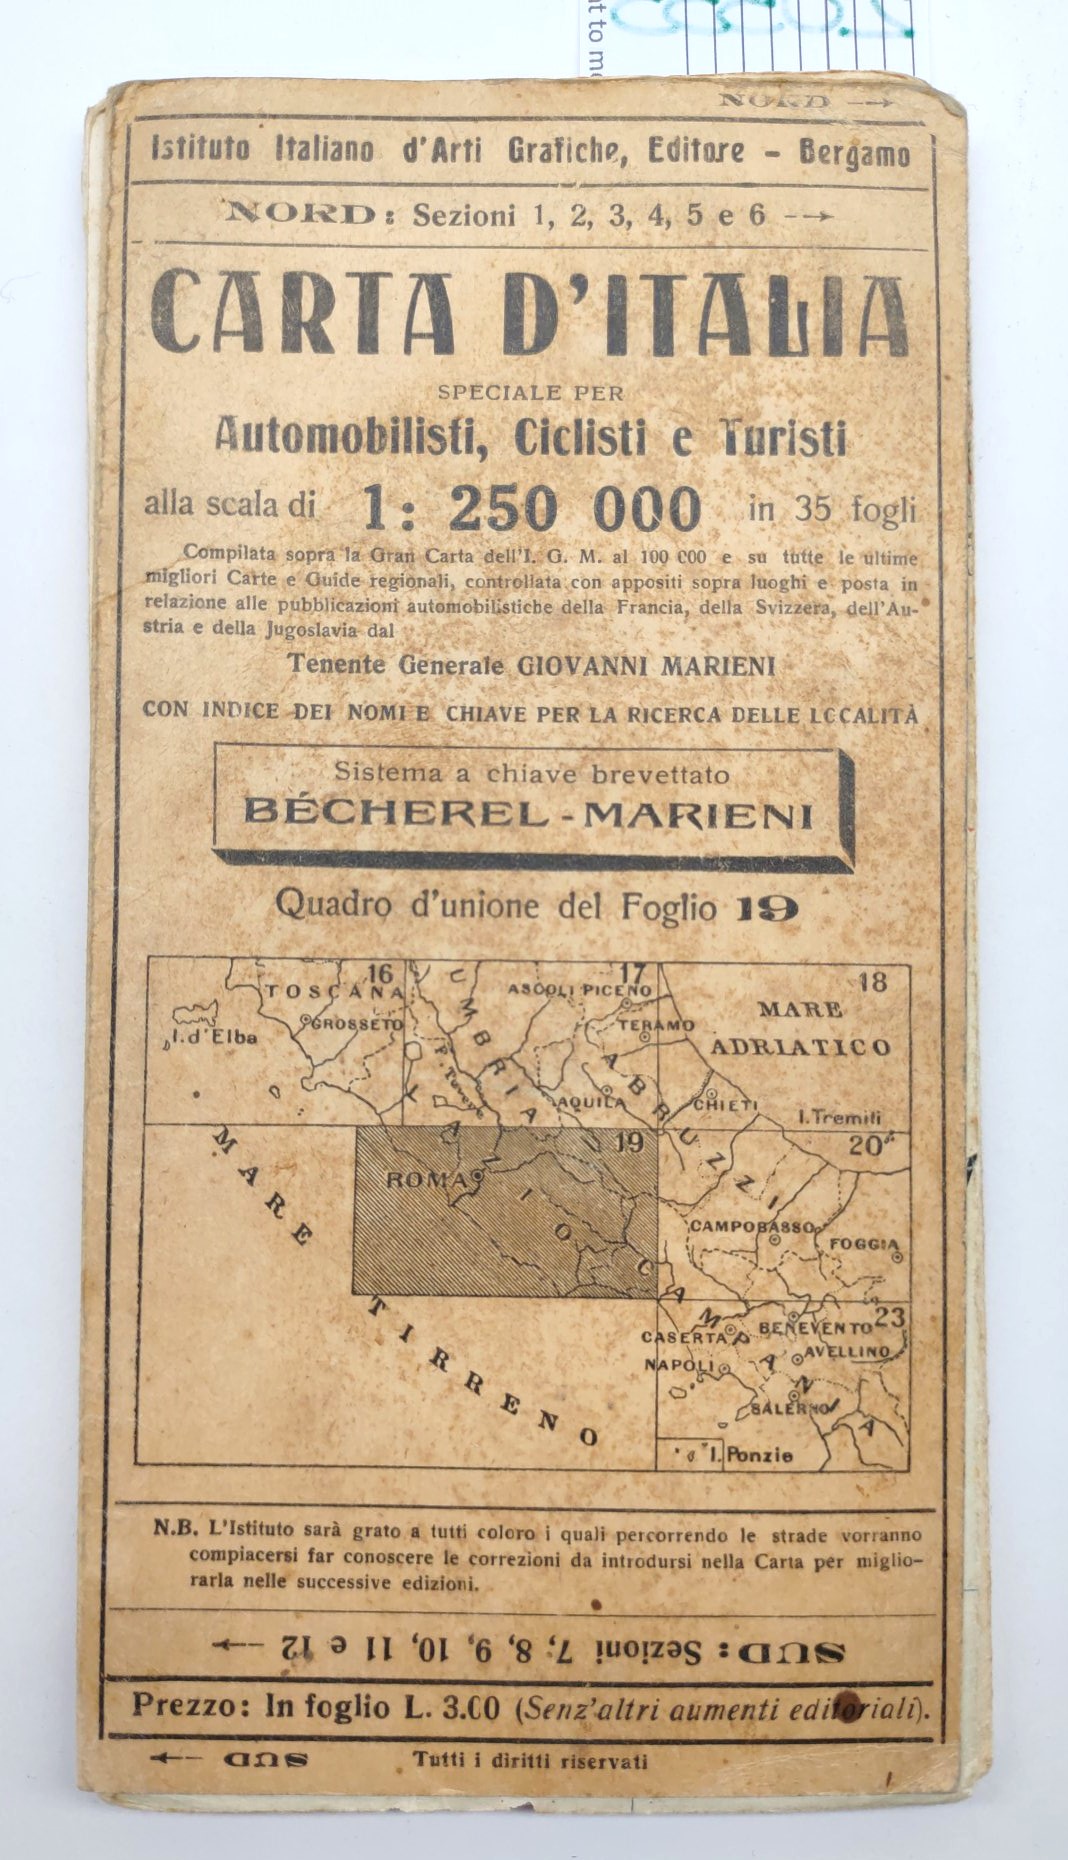 at to me
NORD →
Istituto Italiano d'Arti Grafiche, Editore - Bergamo
NORD: Sezioni 1, 2, 3, 4, 5 e 6 -→
CARTA D'ITALIA
SPECIALE PER
Automobilisti, Ciclisti e Turisti
alla scala di 1: 250 000 in 35 fogli
Compilata sopra la Gran Carta dell'I. G. M. al 100 000 e su tutte le ultime
migliori Carte e Guide regionali, controllata con appositi sopra luoghi e posta in
relazione alle pubblicazioni automobilistiche della Francia, della Svizzera, dell'Au-
stria e della Jugoslavia dal
Tenente Generale GIOVANNI MARIENI
CON INDICE DEI NOMI E CHIAVE PER LA RICERCA DELLE LOCALITÀ
Sistema a chiave brevettato
BÉCHEREL - MARIENI
Quadro d'unione del Foglio 19
16
17
18
TOSCANA
UMBRIA
ASCOLI PICENO
MARE
ADRIATICO
GROSSETO
TERAMO
I. d'Elba
F. Tevere
ABRUZZI
AQUILA
CHIETI
I. Tremiti
MARE
LAZIO
19
20
ROMA
CAMPOBASSO
FOGGIA
TIRRENO
CAMPANIA
23
CASERTA
BENEVENTO
AVELLINO
NAPOLI
SALERNO
I. Ponzie
N.B. L'Istituto sarà grato a tutti coloro i quali percorrendo le strade vorranno
compiacersi far conoscere le correzioni da introdursi nella Carta per miglio-
rarla nelle successive edizioni.
SUD: Sezioni 7, 8, 9, 10, 11 e 12 -→
Prezzo: In foglio L. 3.00 (Senz'altri aumenti editoriali).
SUD -→
Tutti i diritti riservati